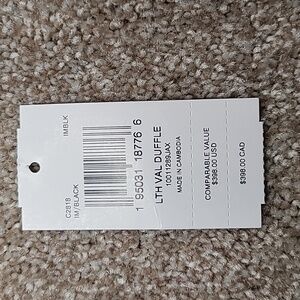 C2818
IM/BLACK
IMBLK
1 95031 18776 6
LTH VAL DUFFLE
1001128GJAX
MADE IN CAMBODIA
COMPARABLE VALUE
$398.00 USD
$398.00 CAD